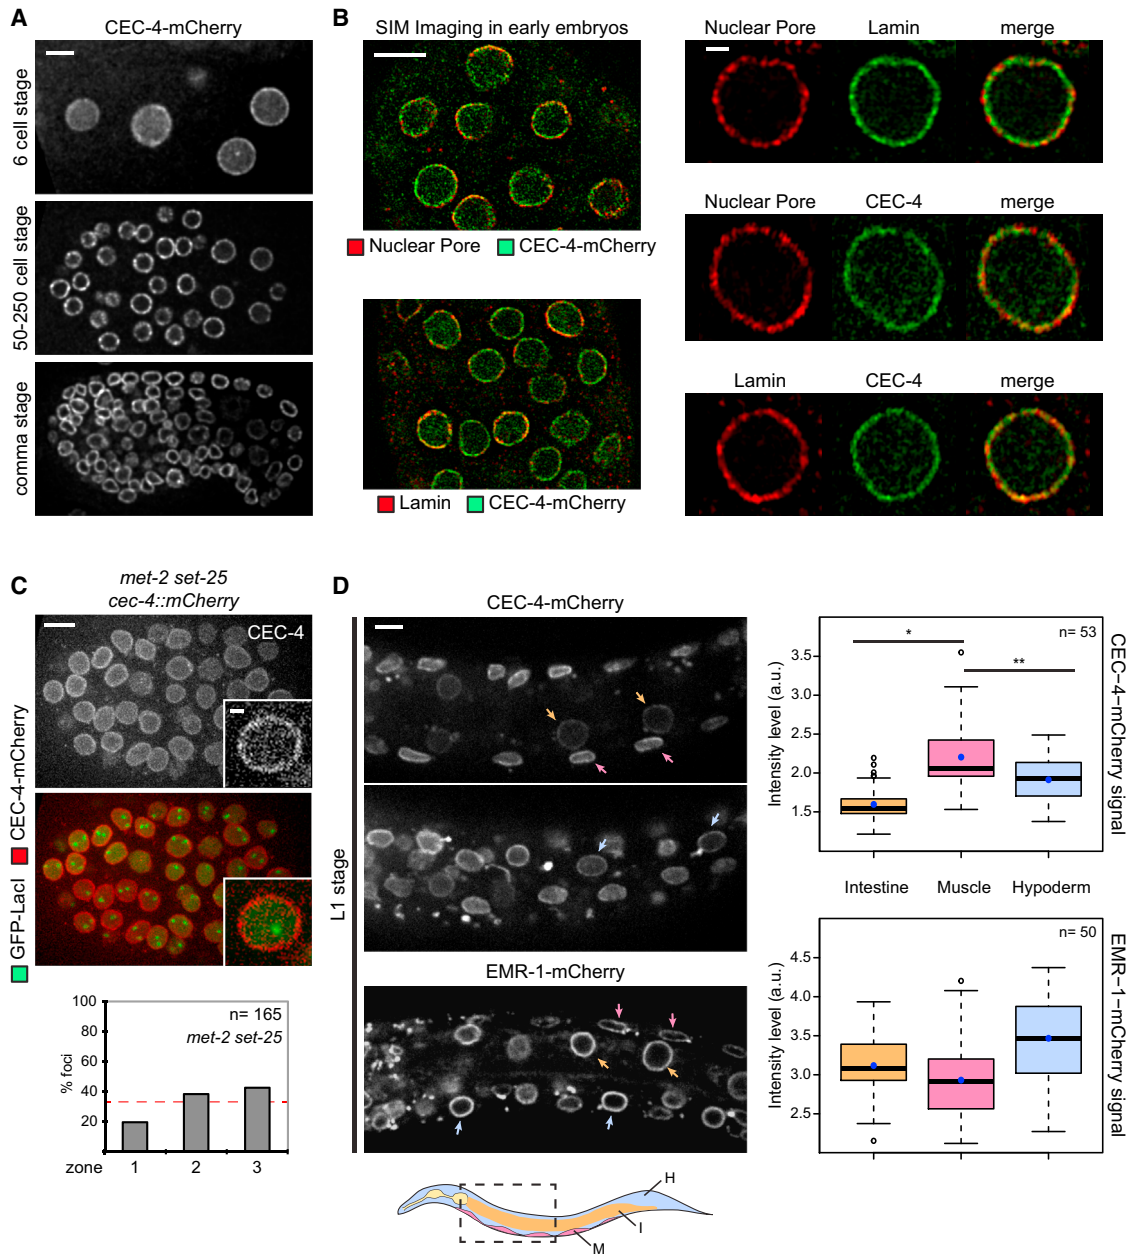 A
CEC-4-mCherry
6 cell stage
50-250 cell stage
comma stage
B
SIM Imaging in early embryos
Nuclear Pore CEC-4-mCherry
Lamin CEC-4-mCherry
Nuclear Pore Lamin merge
Nuclear Pore CEC-4 merge
Lamin CEC-4 merge
C
met-2 set-25
cec-4::mCherry
CEC-4
GFP-LacI CEC-4-mCherry
100
80
60
40
20
% foci
n= 165
met-2 set-25
zone 1 2 3
D
CEC-4-mCherry
L1 stage
EMR-1-mCherry
H
I
M
n= 53
* **
3.5
3.0
2.5
2.0
1.5
Intensity level (a.u.)
CEC-4-mCherry signal
Intestine Muscle Hypoderm
n= 50
4.5
4.0
3.5
3.0
2.5
Intensity level (a.u.)
EMR-1-mCherry signal